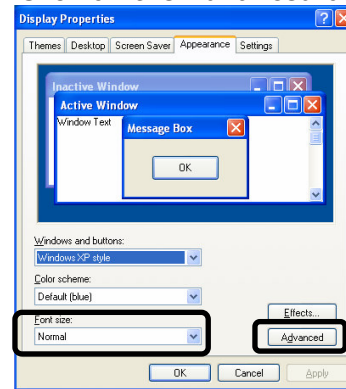 Display Properties
Themes Desktop Screen Saver Appearance Settings
Inactive Window
Active Window
Window Text
Message Box
OK
Windows and buttons:
Windows XP style
Color scheme:
Default (blue)
Effects...
Font size:
Normal
Advanced
OK Cancel Apply